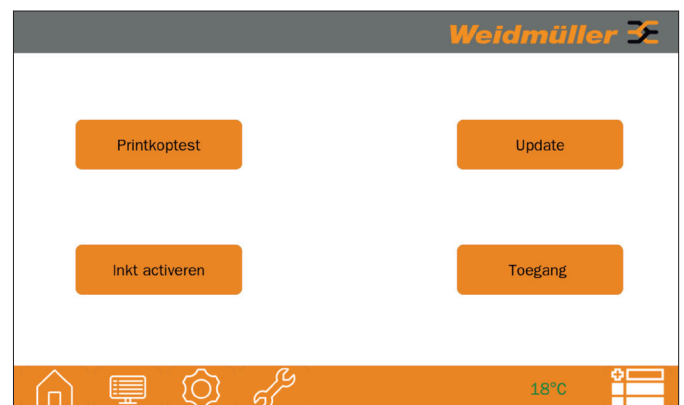 Weidmüller
Printkoptest
Update
Inkt activeren
Toegang
18°C